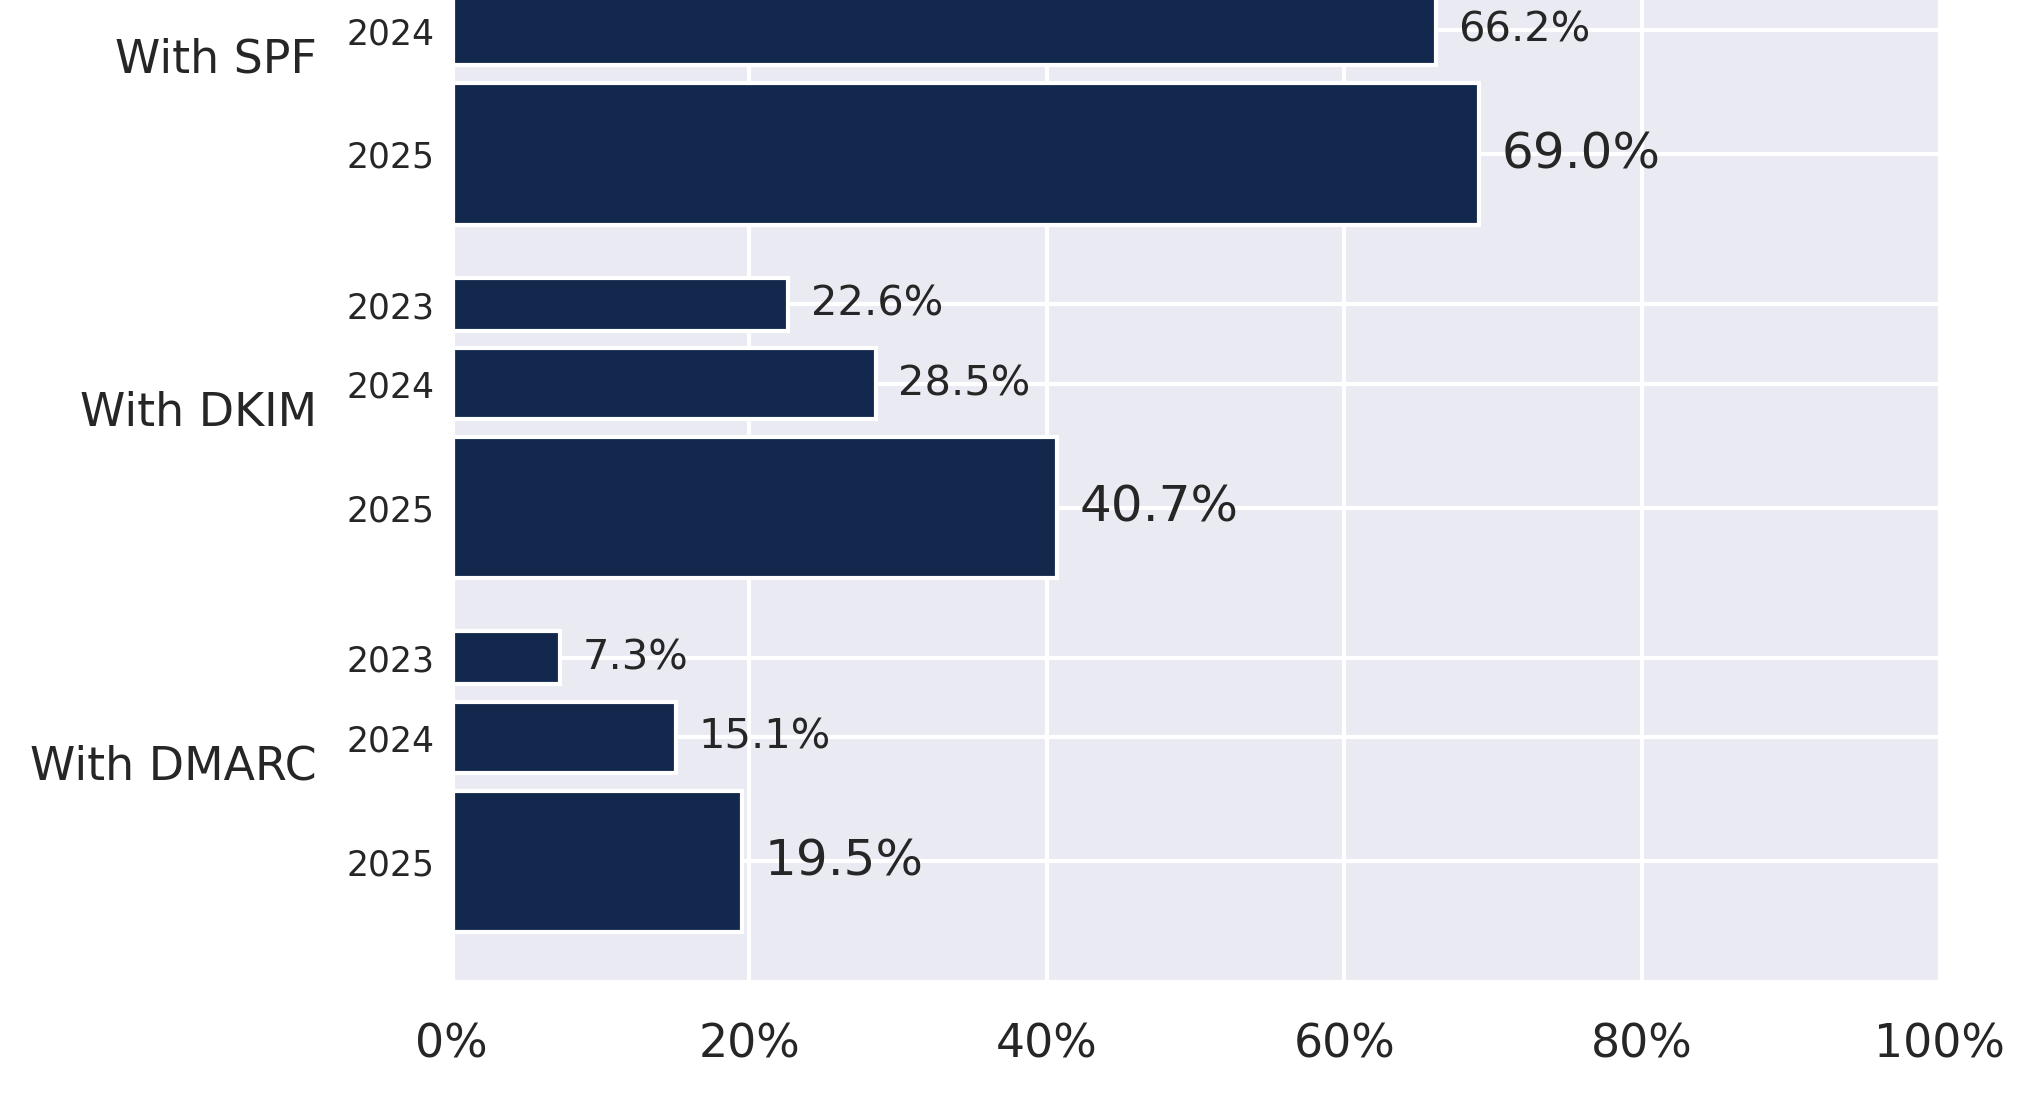 With SPF
2024 66.2%
2025 69.0%
With DKIM
2023 22.6%
2024 28.5%
2025 40.7%
With DMARC
2023 7.3%
2024 15.1%
2025 19.5%
0% 20% 40% 60% 80% 100%